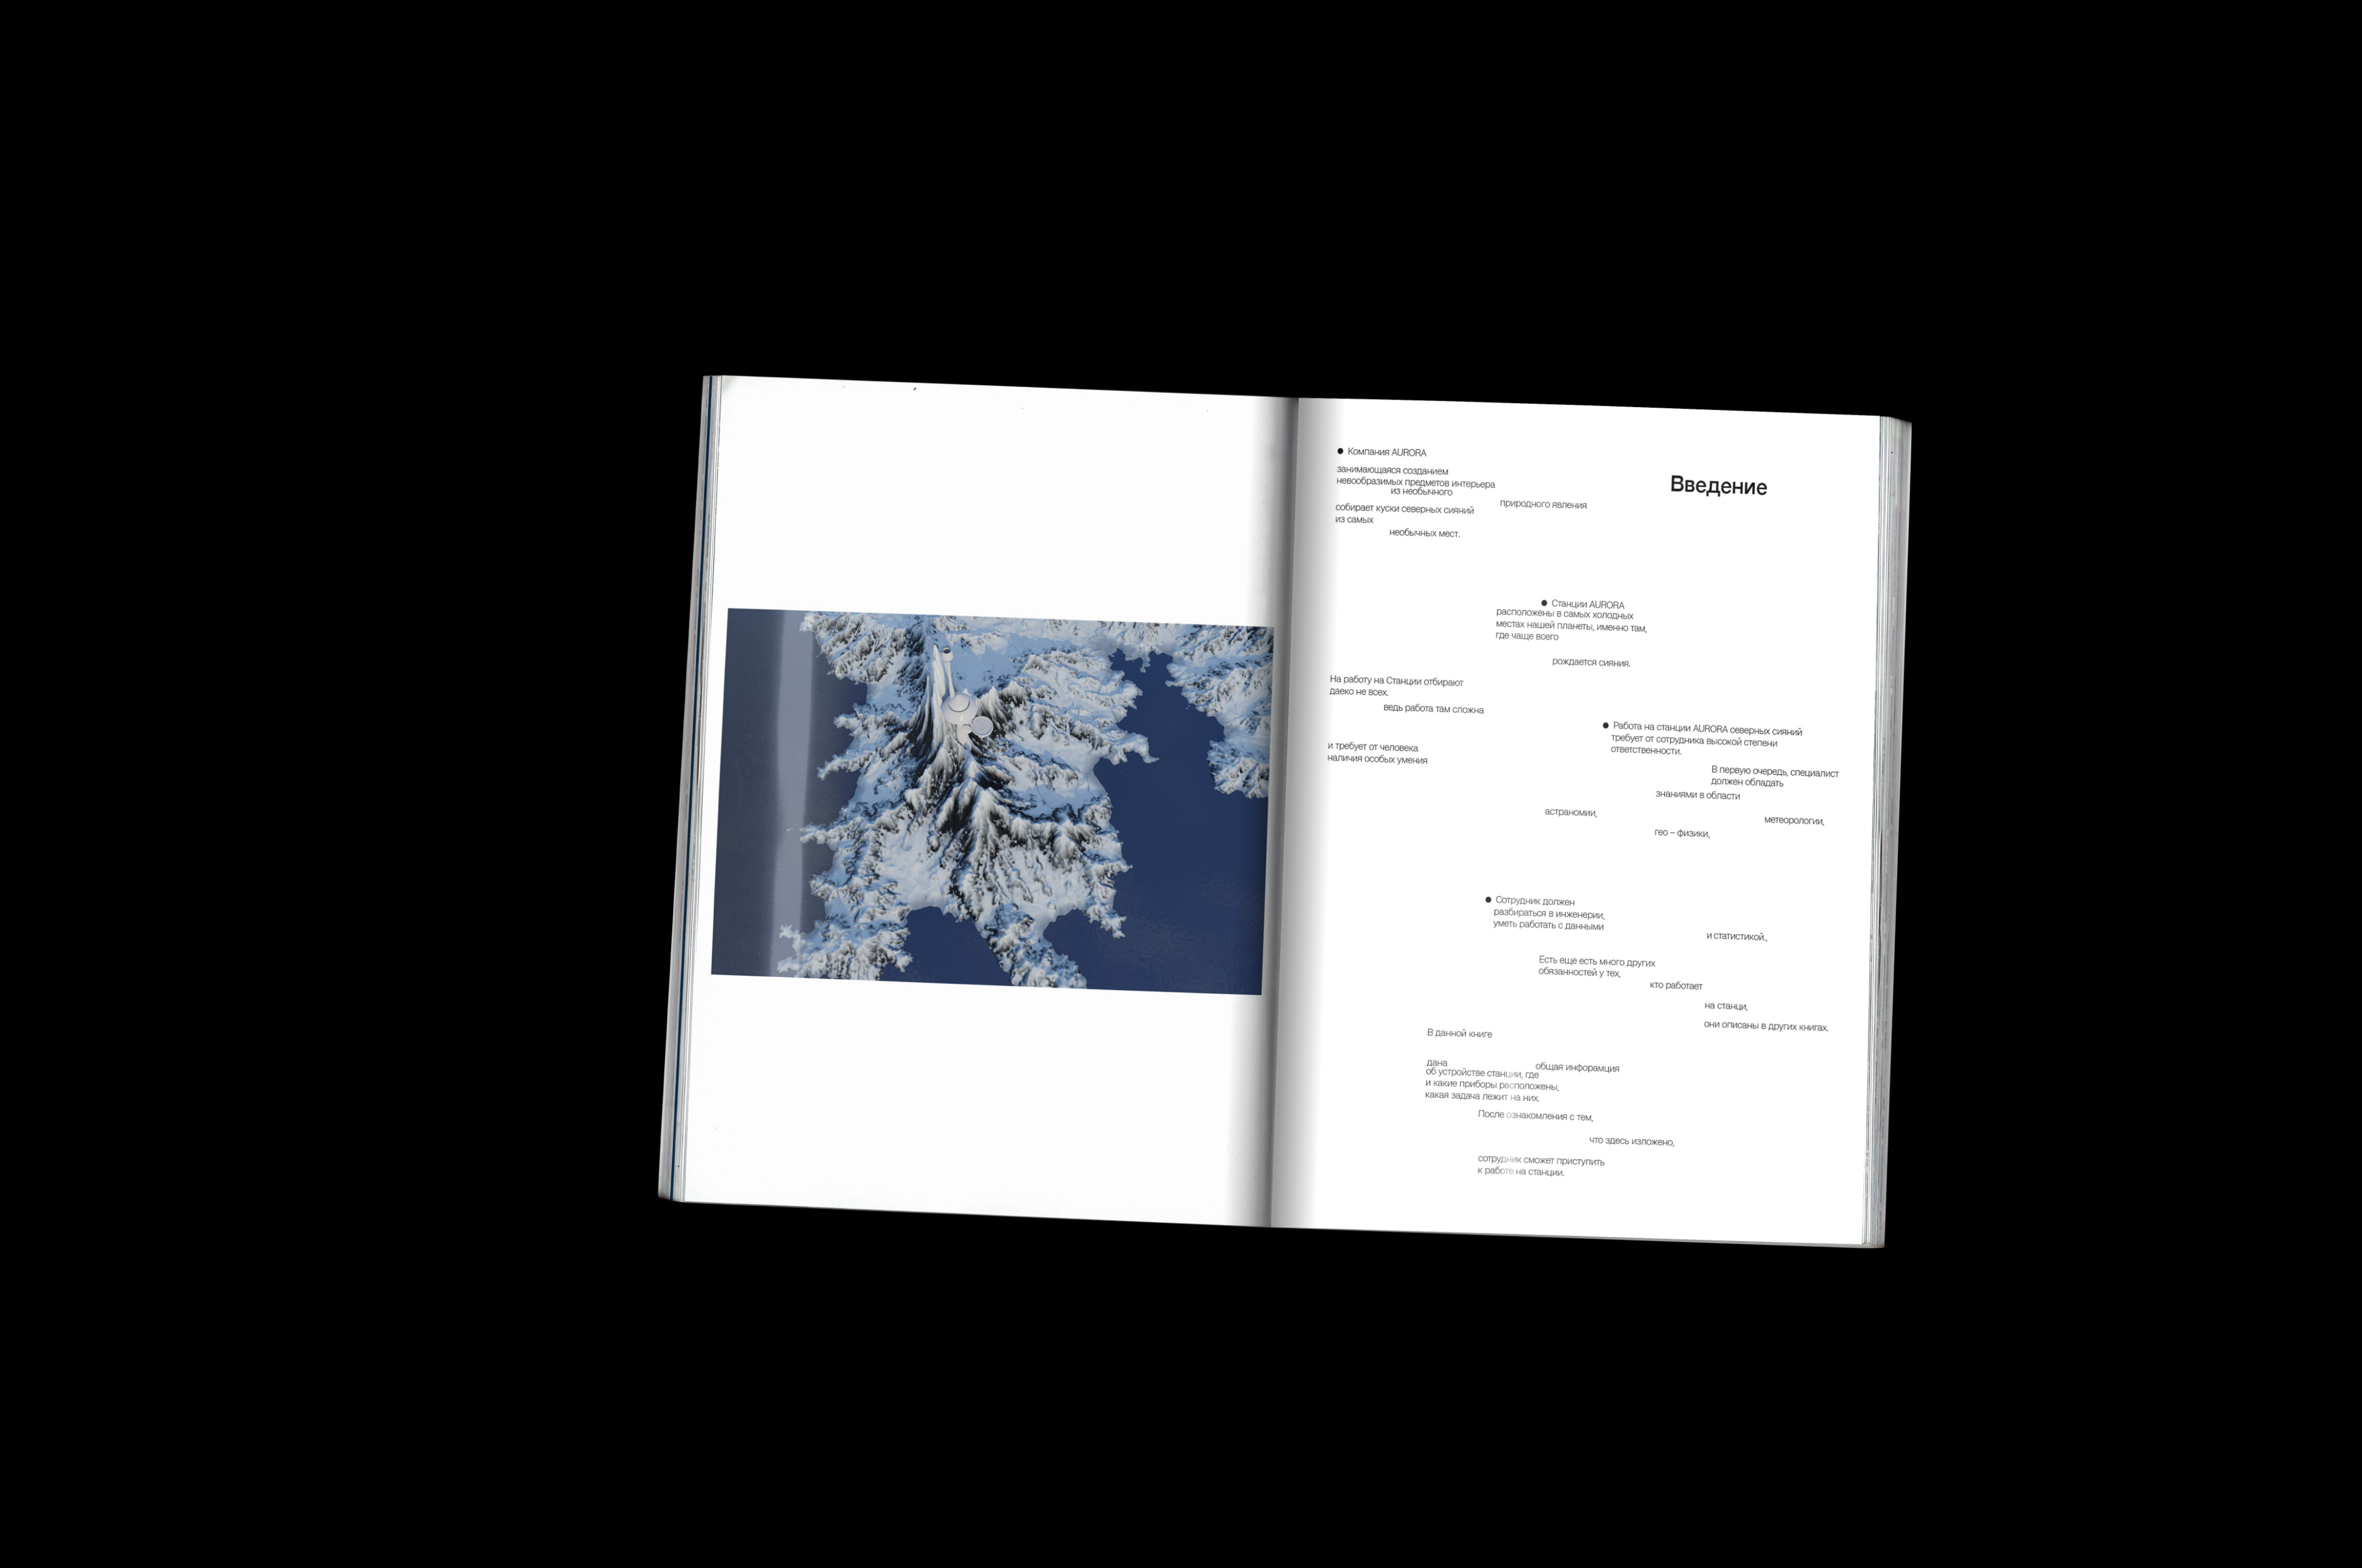 Введение
● Компания AURORA
занимающаяся созданием
невообразимых предметов интерьера
из необычного
природного явления
собирает куски северных сияний
из самых
необычных мест.
● Станции AURORA
расположены в самых холодных
местах нашей планеты, именно там,
где чаще всего
рождается сияния.
На работу на Станции отбирают
даеко не всех.
ведь работа там сложна
и требует от человека
наличия особых умения
● Работа на станции AURORA северных сияний
требует от сотрудника высокой степени
ответственности.
В первую очередь, специалист
должен обладать
знаниями в области
астраномии,
метеорологии,
гео – физики,
● Сотрудник должен
разбираться в инженерии,
уметь работать с данными
и статистикой.,
Есть еще есть много других
обязанностей у тех,
кто работает
на станци,
они описаны в других книгах.
В данной книге
дана
общая инфорамция
об устройстве станции, где
и какие приборы расположены,
какая задача лежит на них.
После ознакомления с тем,
что здесь изложено,
сотрудник сможет приступить
к работе на станции.